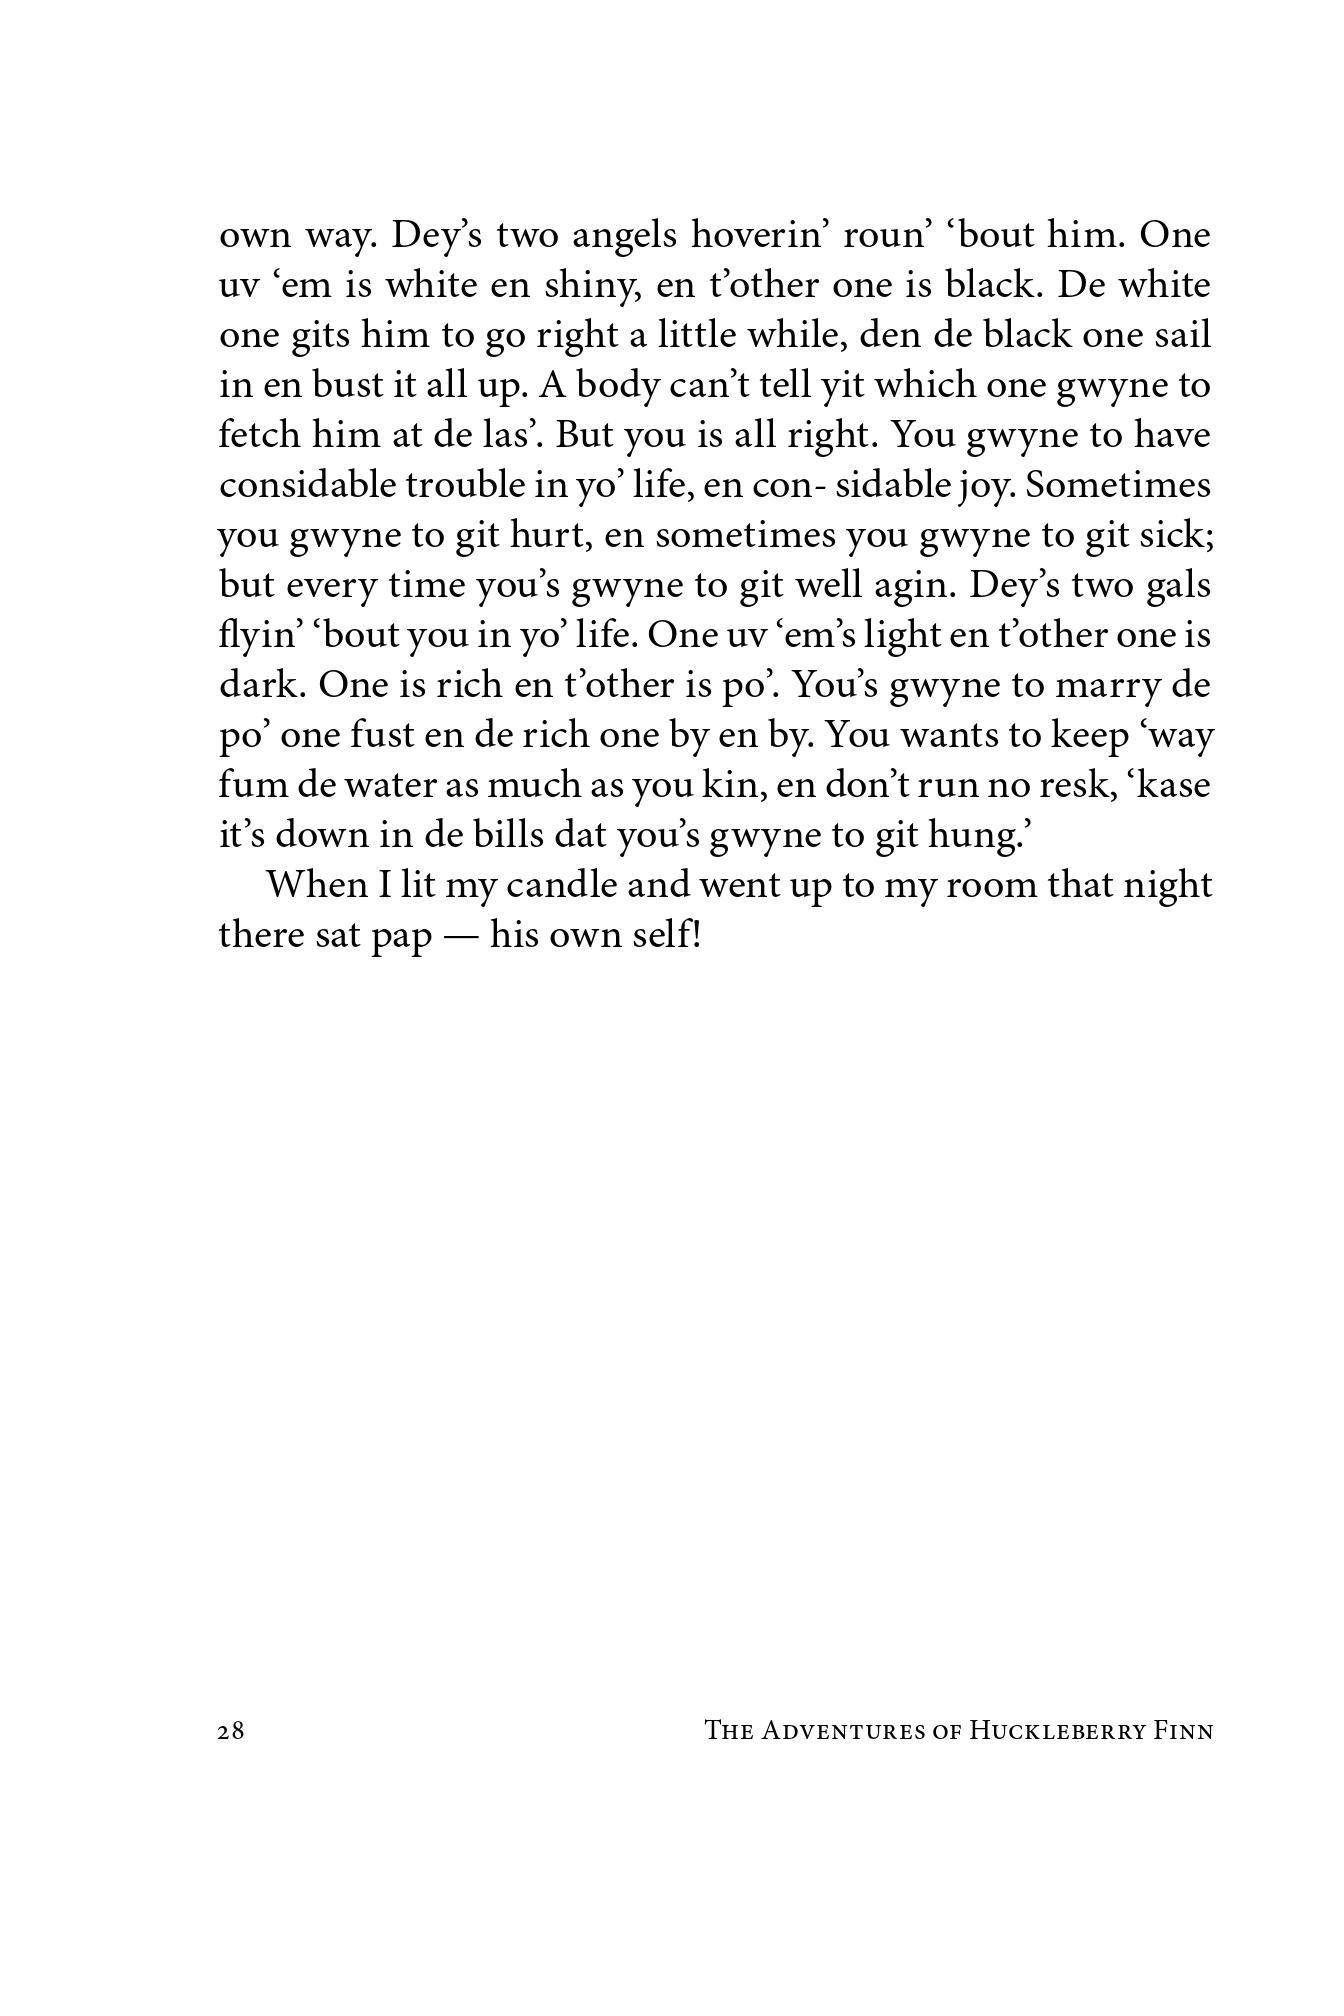 own way. Dey’s two angels hoverin’ roun’ ‘bout him. One
uv ‘em is white en shiny, en t’other one is black. De white
one gits him to go right a little while, den de black one sail
in en bust it all up. A body can’t tell yit which one gwyne to
fetch him at de las’. But you is all right. You gwyne to have
considable trouble in yo’ life, en con- sidable joy. Sometimes
you gwyne to git hurt, en sometimes you gwyne to git sick;
but every time you’s gwyne to git well agin. Dey’s two gals
flyin’ ‘bout you in yo’ life. One uv ‘em’s light en t’other one is
dark. One is rich en t’other is po’. You’s gwyne to marry de
po’ one fust en de rich one by en by. You wants to keep ‘way
fum de water as much as you kin, en don’t run no resk, ‘kase
it’s down in de bills dat you’s gwyne to git hung.’
When I lit my candle and went up to my room that night
there sat pap — his own self!
28 The Adventures of Huckleberry Finn